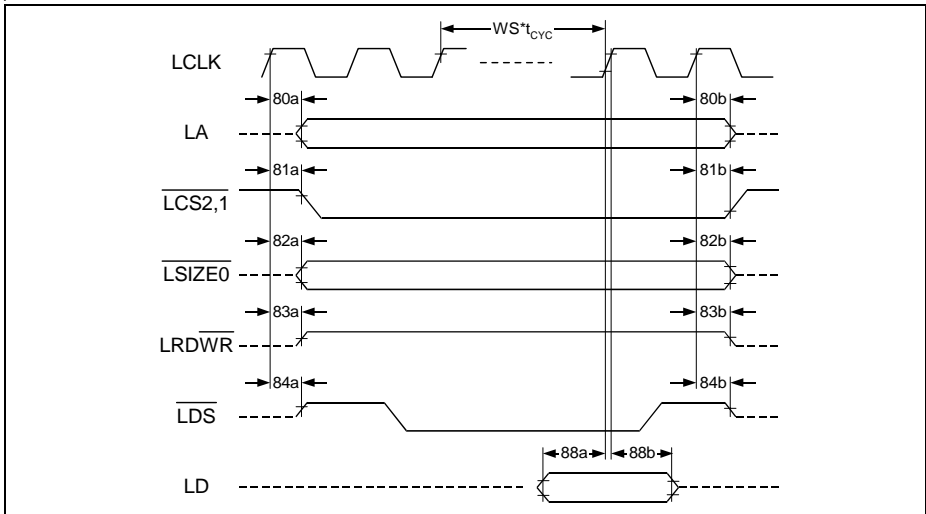 WS*tCYC
LCLK
80a 80b
LA
81a 81b
LCS2,1
82a 82b
LSIZE0
83a 83b
LRDWR
84a 84b
LDS
88a 88b
LD